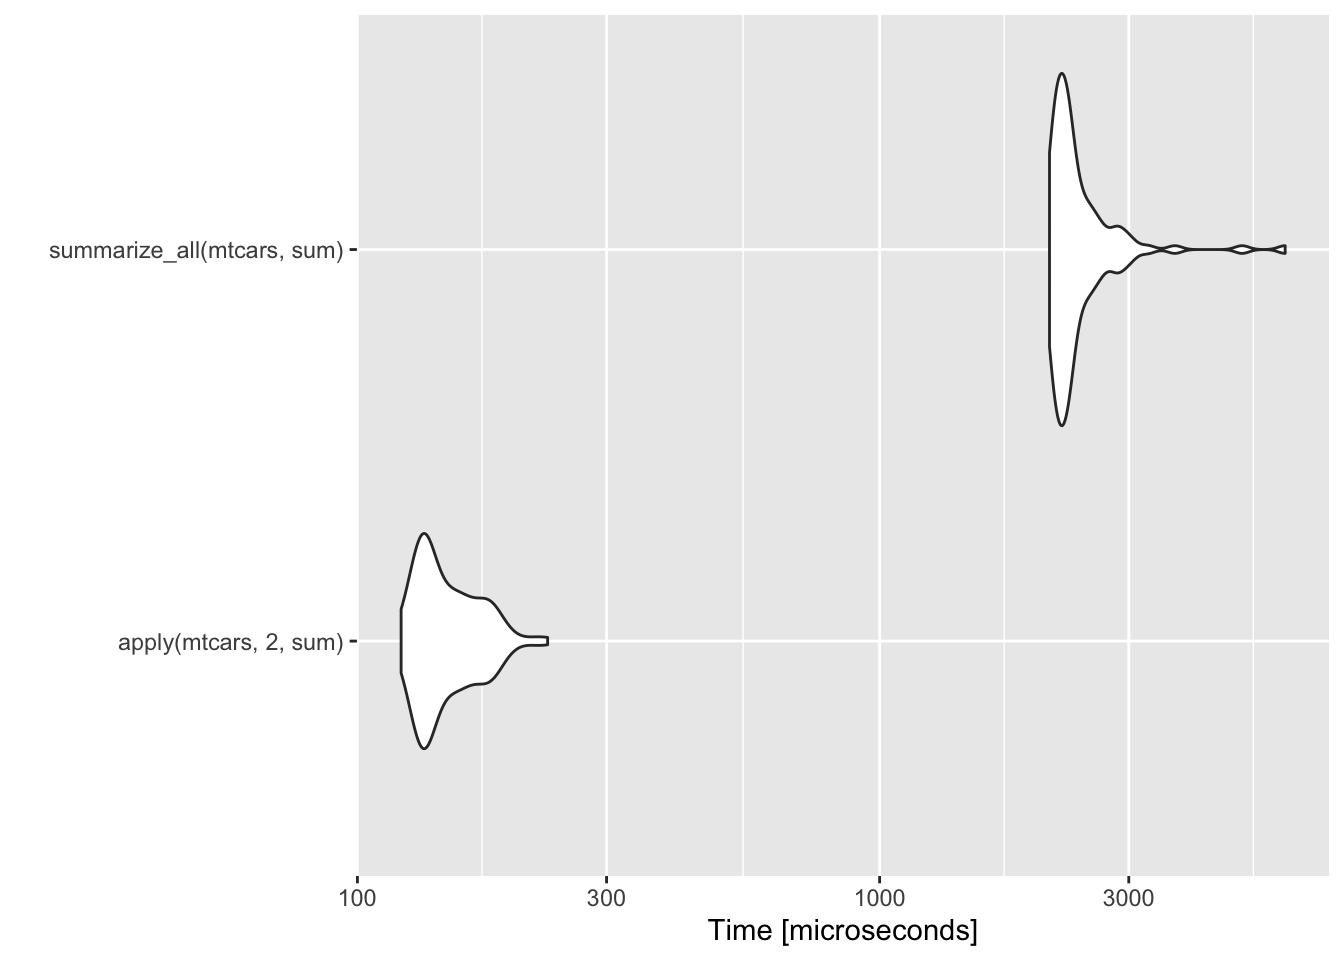 summarize_all(mtcars, sum)
apply(mtcars, 2, sum)
100 300 1000 3000
Time [microseconds]